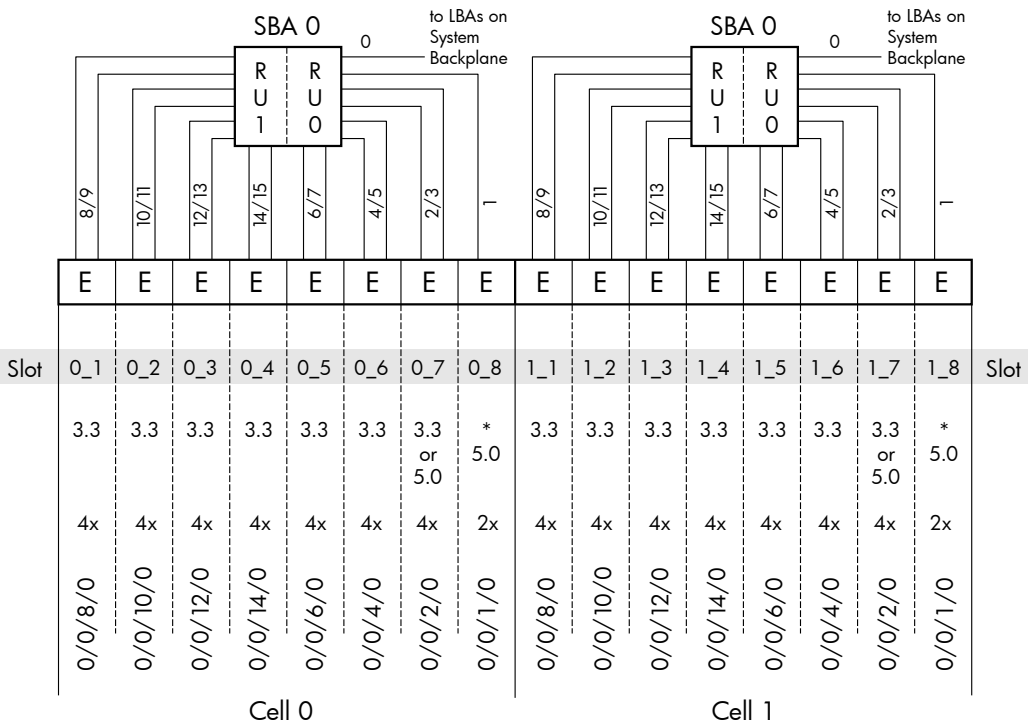 SBA 0
0
to LBAs on
System
Backplane
R
U
1
R
U
0
8/9
10/11
12/13
14/15
6/7
4/5
2/3
1
SBA 0
0
to LBAs on
System
Backplane
R
U
1
R
U
0
8/9
10/11
12/13
14/15
6/7
4/5
2/3
1
E E E E E E E E E E E E E E E E
Slot 0_1 0_2 0_3 0_4 0_5 0_6 0_7 0_8 1_1 1_2 1_3 1_4 1_5 1_6 1_7 1_8 Slot
3.3 3.3 3.3 3.3 3.3 3.3 3.3 * 3.3 3.3 3.3 3.3 3.3 3.3 3.3 *
or 5.0 or 5.0
5.0 5.0
4x 4x 4x 4x 4x 4x 4x 2x 4x 4x 4x 4x 4x 4x 4x 2x
0/0/8/0
0/0/10/0
0/0/12/0
0/0/14/0
0/0/6/0
0/0/4/0
0/0/2/0
0/0/1/0
0/0/8/0
0/0/10/0
0/0/12/0
0/0/14/0
0/0/6/0
0/0/4/0
0/0/2/0
0/0/1/0
Cell 0
Cell 1